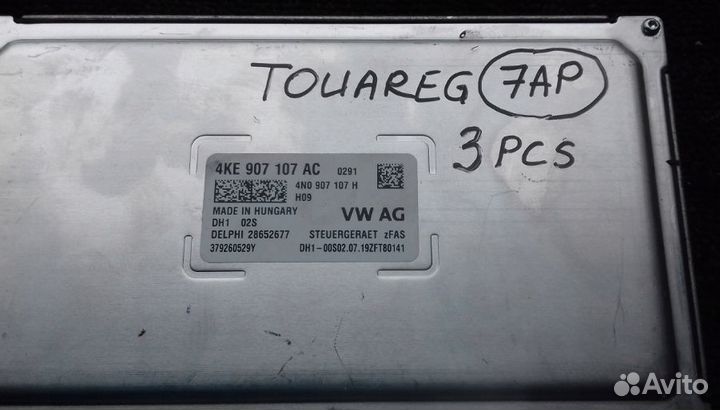 TOUAREG 7AP
3 PCS
4KE 907 107 AC 0291
4N0 907 107 H
H09
MADE IN HUNGARY VW AG
DH1 02S
DELPHI 28652677 STEUERGERAET zFAS
379260529Y DH1-00S02.07.19ZFT80141
Avito